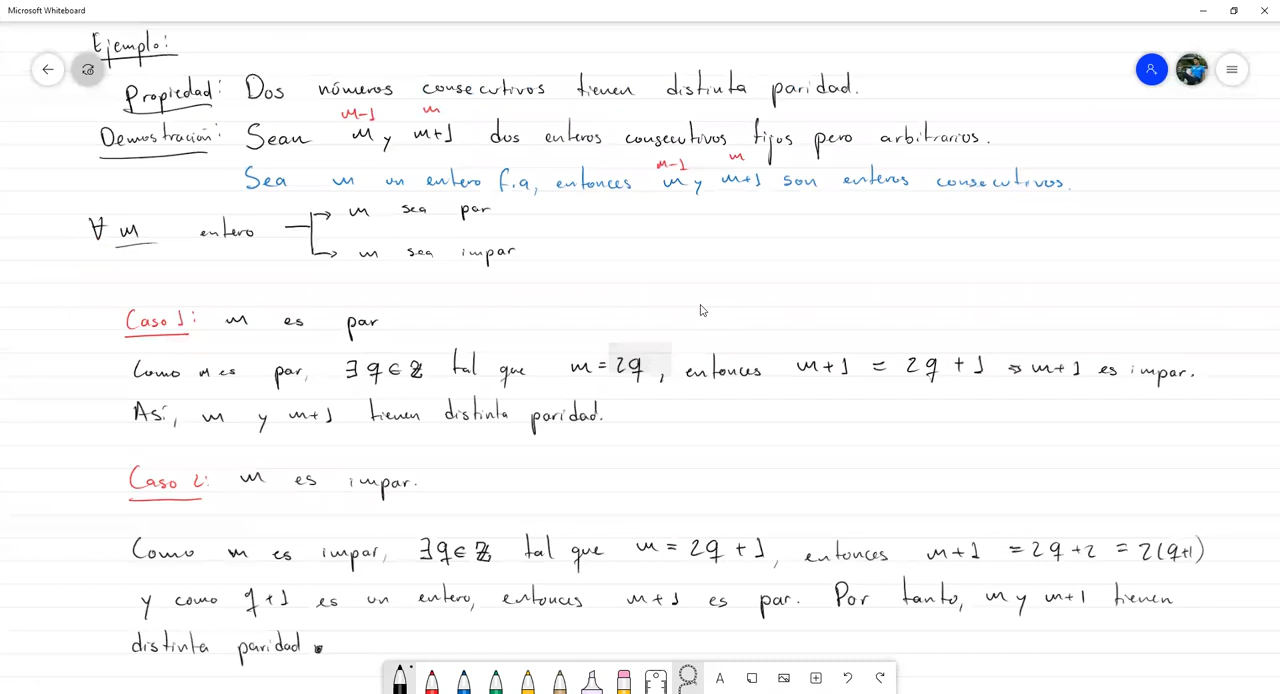 Microsoft Whiteboard
Ejemplo:
Propiedad: Dos números consecutivos tienen distinta paridad.
m-1 m
Demostración: Sean m y m+1 dos enteros consecutivos fijos pero arbitrarios.
m-1 m
Sea m un entero f.a, entonces m y m+1 son enteros consecutivos.
m sea par
∀ m entero
m sea impar
Caso 1: m es par
Como m es par, ∃ q ∈ ℤ tal que m = 2q, entonces m+1 = 2q + 1 ⇒ m+1 es impar.
Así, m y m+1 tienen distinta paridad.
Caso 2: m es impar.
Como m es impar, ∃ q ∈ ℤ tal que m = 2q + 1, entonces m+1 = 2q + 2 = 2(q+1)
y como q+1 es un entero, entonces m+1 es par. Por tanto, m y m+1 tienen
distinta paridad
A